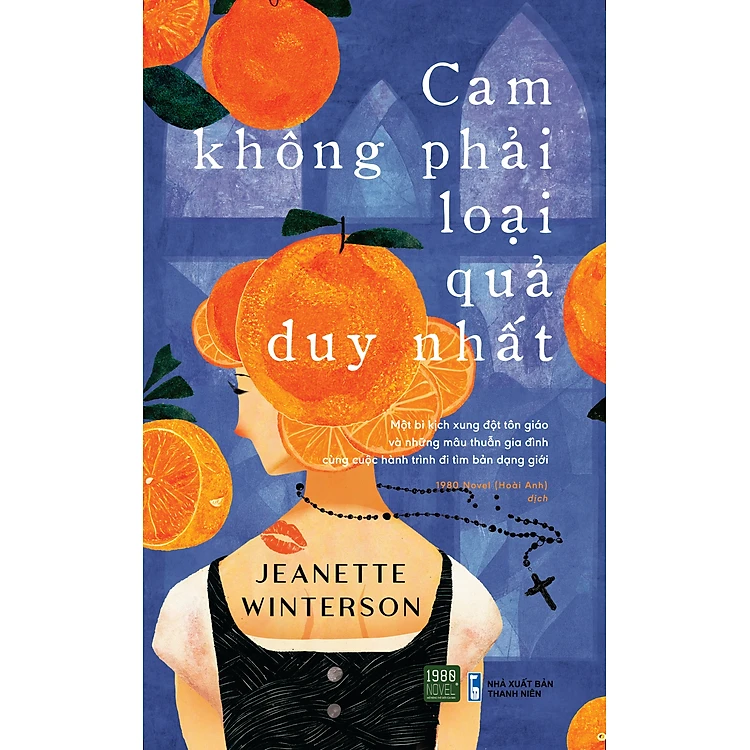 Cam
không phải
loại
quả
duy nhất
Một bi kịch xung đột tôn giáo
và những mâu thuẫn gia đình
cùng cuộc hành trình đi tìm bản dạng giới
1980 Novel (Hoài Anh)
dịch
JEANETTE
WINTERSON
1980
NOVEL
NHÀ XUẤT BẢN
THANH NIÊN